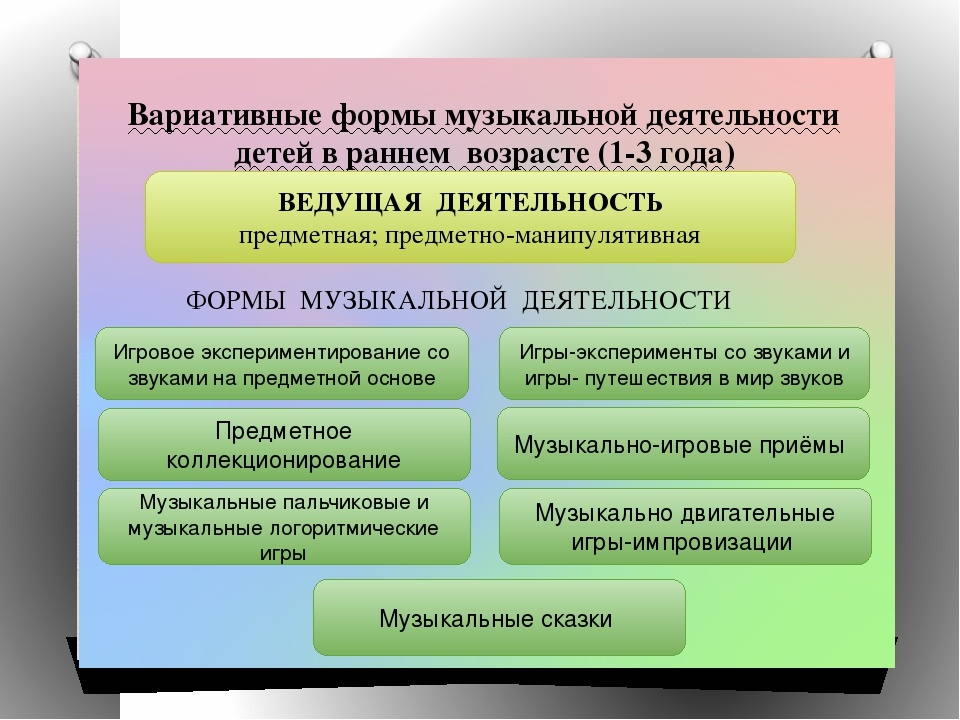 Вариативные формы музыкальной деятельности
детей в раннем возрасте (1-3 года)
ВЕДУЩАЯ ДЕЯТЕЛЬНОСТЬ
предметная; предметно-манипулятивная
ФОРМЫ МУЗЫКАЛЬНОЙ ДЕЯТЕЛЬНОСТИ
Игровое экспериментирование со
звуками на предметной основе
Игры-эксперименты со звуками и
игры- путешествия в мир звуков
Предметное
коллекционирование
Музыкально-игровые приёмы
Музыкальные пальчиковые и
музыкальные логоритмические
игры
Музыкально двигательные
игры-импровизации
Музыкальные сказки